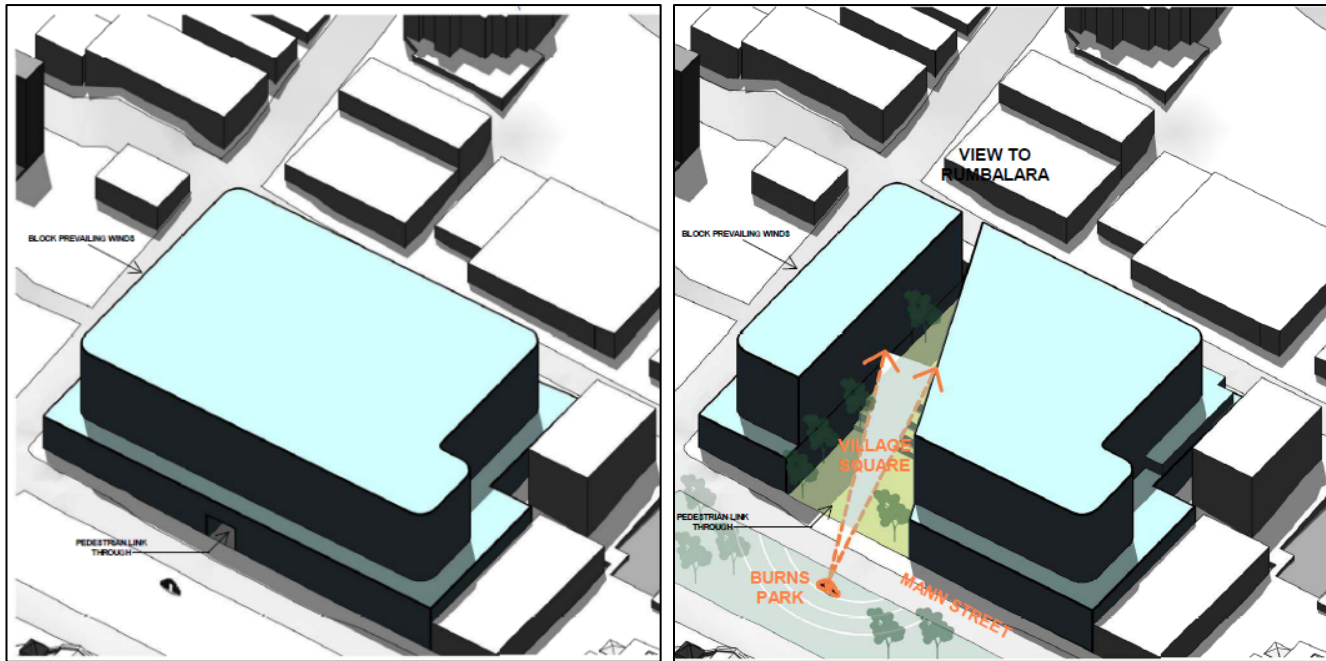 BLOCK PREVAILING WINDS
PEDESTRIAN LINK
THROUGH
VIEW TO
RUMBALARA
BLOCK PREVAILING WINDS
VILLAGE
SQUARE
PEDESTRIAN LINK
THROUGH
BURNS
PARK
MANN STREET